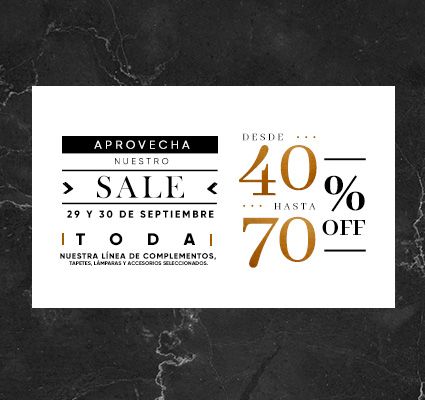 APROVECHA
NUESTRO
> SALE <
29 Y 30 DE SEPTIEMBRE
| TODA |
NUESTRA LÍNEA DE COMPLEMENTOS,
TAPETES, LÁMPARAS Y ACCESORIOS SELECCIONADOS.
DESDE ...
40
... HASTA
70
%
OFF